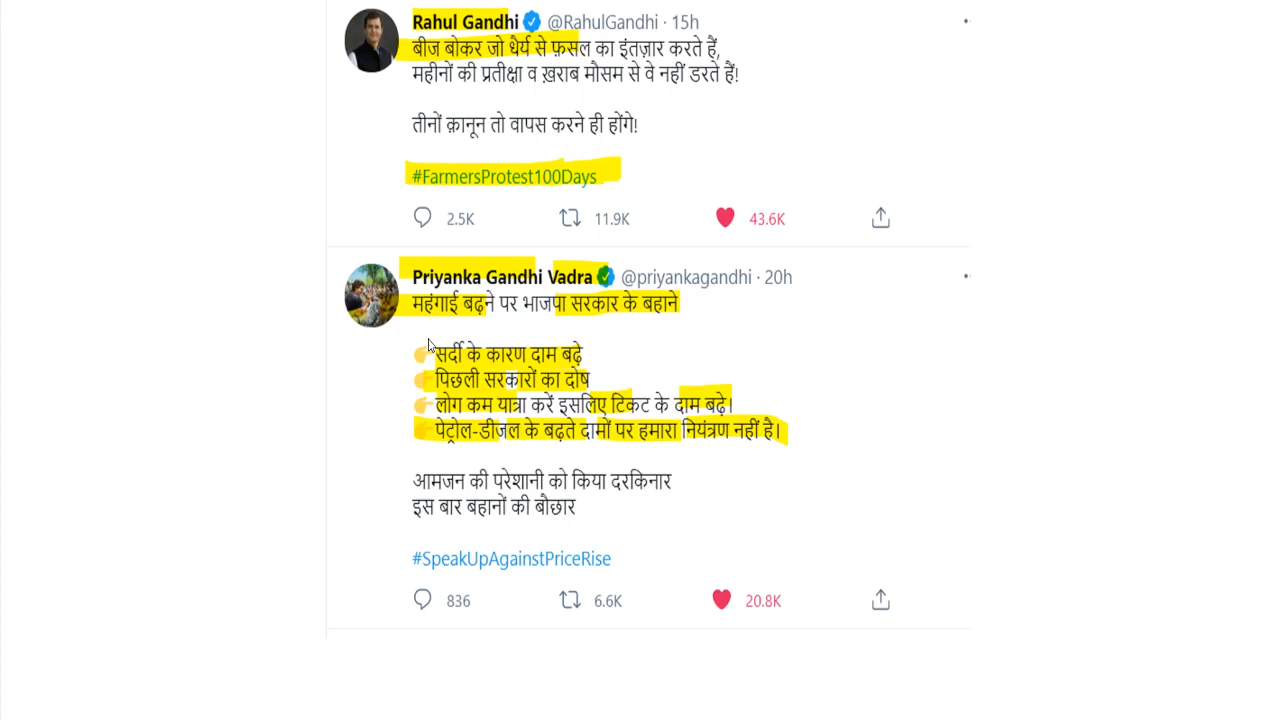 Rahul Gandhi @RahulGandhi · 15h
बीज बोकर जो धैर्य से फ़सल का इंतज़ार करते हैं,
महीनों की प्रतीक्षा व ख़राब मौसम से वे नहीं डरते हैं!
तीनों क़ानून तो वापस करने ही होंगे!
#FarmersProtest100Days
2.5K 11.9K 43.6K
Priyanka Gandhi Vadra @priyankagandhi · 20h
महंगाई बढ़ने पर भाजपा सरकार के बहाने
👉सर्दी के कारण दाम बढ़े
👉पिछली सरकारों का दोष
👉लोग कम यात्रा करें इसलिए टिकट के दाम बढ़े।
👉पेट्रोल-डीजल के बढ़ते दामों पर हमारा नियंत्रण नहीं है।
आमजन की परेशानी को किया दरकिनार
इस बार बहानों की बौछार
#SpeakUpAgainstPriceRise
836 6.6K 20.8K